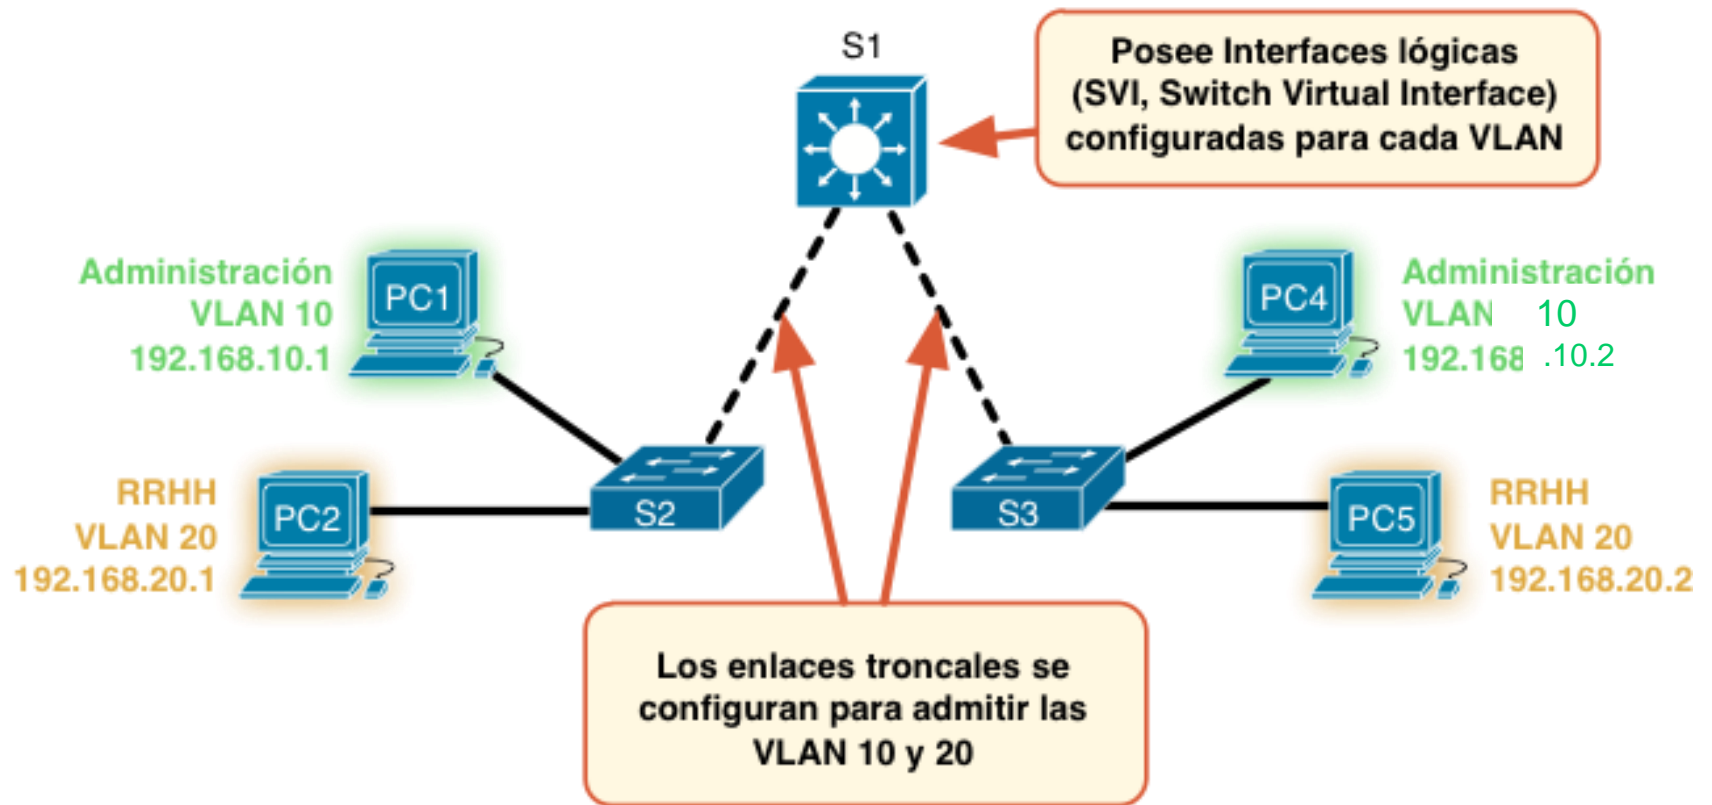 S1
Posee Interfaces lógicas
(SVI, Switch Virtual Interface)
configuradas para cada VLAN
Administración
VLAN 10
192.168.10.1
PC1
PC4
Administración
VLAN 10
192.168 .10.2
RRHH
VLAN 20
192.168.20.1
PC2
S2
S3
PC5
RRHH
VLAN 20
192.168.20.2
Los enlaces troncales se
configuran para admitir las
VLAN 10 y 20